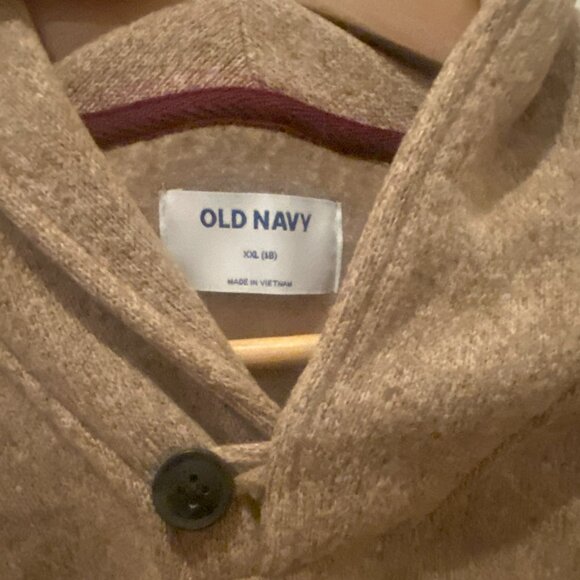 OLD NAVY
XXL (18)
MADE IN VIETNAM